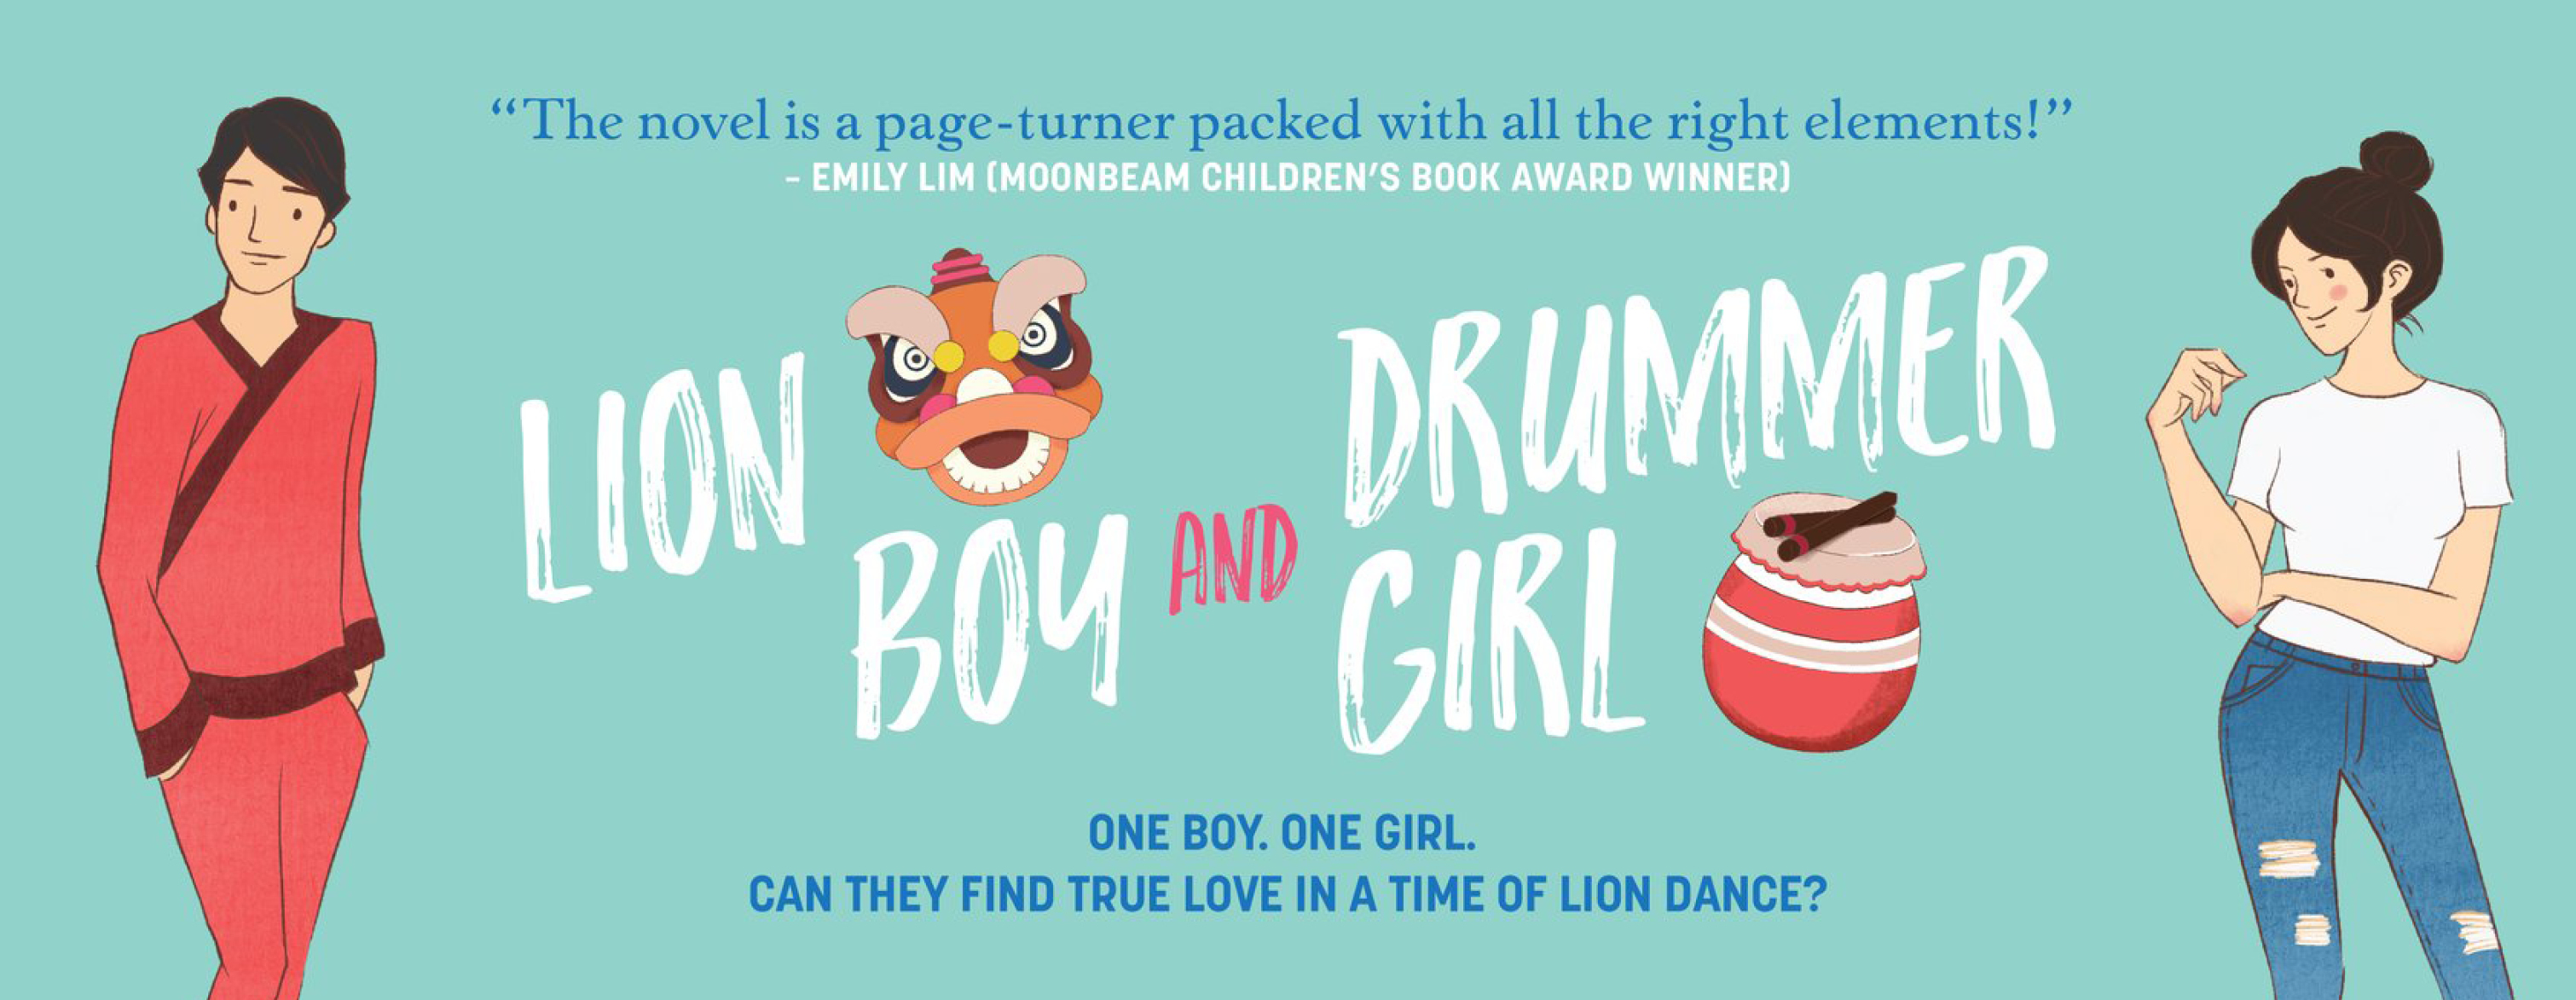 “The novel is a page-turner packed with all the right elements!”
– EMILY LIM (MOONBEAM CHILDREN’S BOOK AWARD WINNER)
LION
BOY AND
DRUMMER
GIRL
ONE BOY. ONE GIRL.
CAN THEY FIND TRUE LOVE IN A TIME OF LION DANCE?